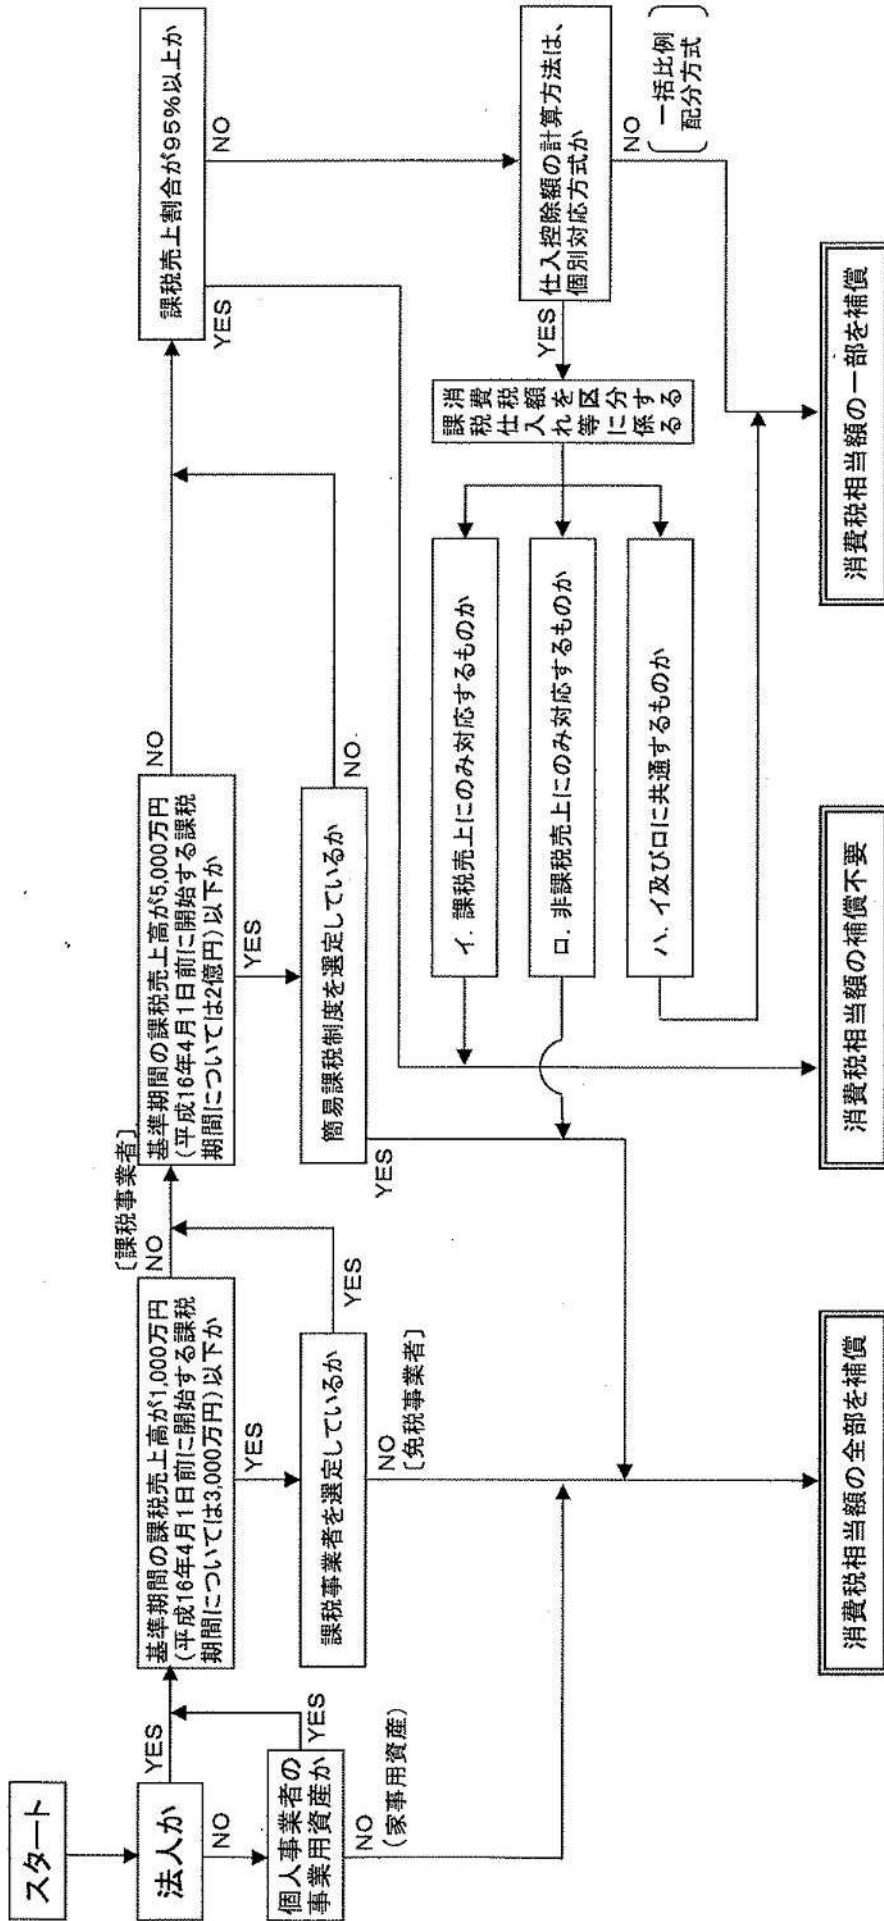 スタート
法人か
YES
NO
個人事業者の
事業用資産か
YES
NO
(家事用資産)
基準期間の課税売上高が1,000万円
(平成16年4月1日前に開始する課税
期間については3,000万円)以下か
[課税事業者]
NO
YES
課税事業者を選定しているか
YES
NO
[免税事業者]
基準期間の課税売上高が5,000万円
(平成16年4月1日前に開始する課税
期間については2億円)以下か
NO
YES
簡易課税制度を選定しているか
NO.
YES
課税売上割合が95%以上か
YES
NO
仕入控除額の計算方法は、
個別対応方式か
YES
NO
一括比例
配分方式
課税仕入れ等に係る
消費税額を区分する
イ. 課税売上にのみ対応するものか
ロ. 非課税売上にのみ対応するものか
ハ. イ及びロに共通するものか
消費税相当額の全部を補償
消費税相当額の補償不要
消費税相当額の一部を補償